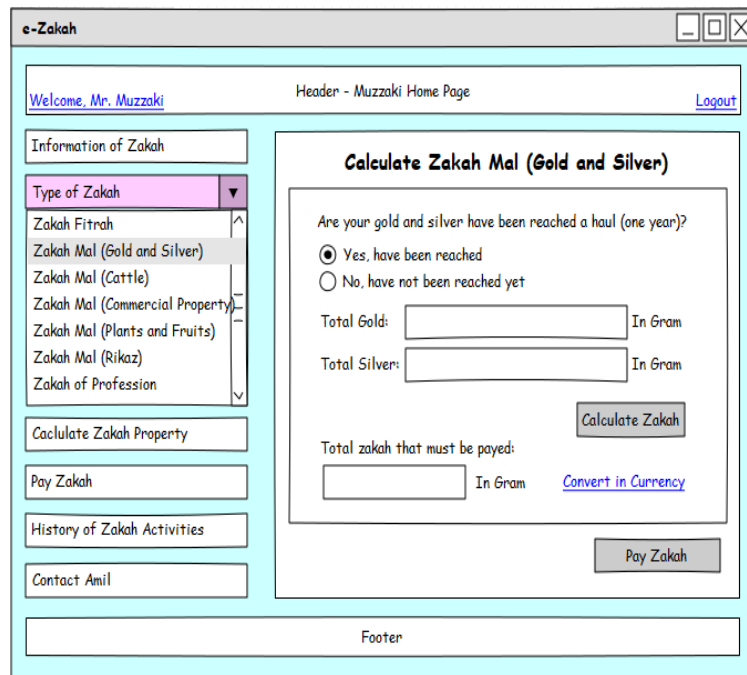 e-Zakah
Header - Muzzaki Home Page
Welcome, Mr. Muzzaki
Logout
Information of Zakah
Type of Zakah
Zakah Fitrah
Zakah Mal (Gold and Silver)
Zakah Mal (Cattle)
Zakah Mal (Commercial Property)
Zakah Mal (Plants and Fruits)
Zakah Mal (Rikaz)
Zakah of Profession
Caclulate Zakah Property
Pay Zakah
History of Zakah Activities
Contact Amil
Calculate Zakah Mal (Gold and Silver)
Are your gold and silver have been reached a haul (one year)?
Yes, have been reached
No, have not been reached yet
Total Gold: In Gram
Total Silver: In Gram
Calculate Zakah
Total zakah that must be payed:
In Gram Convert in Currency
Pay Zakah
Footer